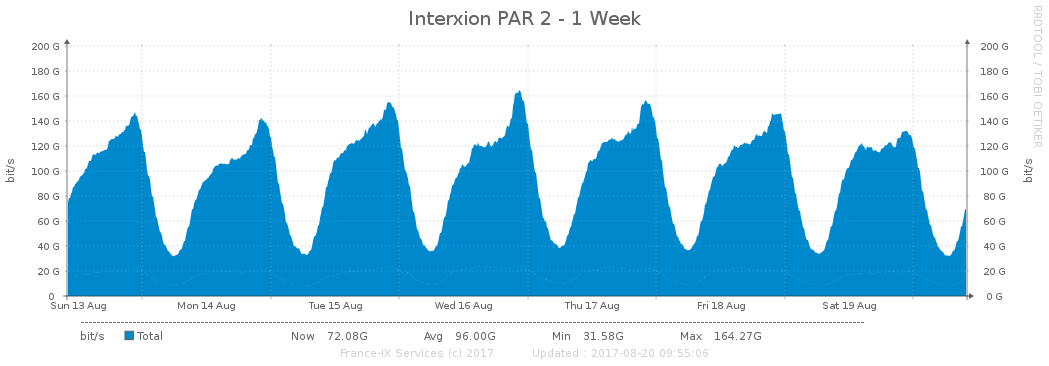 Interxion PAR 2 - 1 Week
RRDTOOL / TOBI OETIKER
200 G 200 G
180 G 180 G
160 G 160 G
140 G 140 G
120 G 120 G
100 G 100 G
80 G 80 G
60 G 60 G
40 G 40 G
20 G 20 G
0 0 G
bit/s
bit/s
Sun 13 Aug Mon 14 Aug Tue 15 Aug Wed 16 Aug Thu 17 Aug Fri 18 Aug Sat 19 Aug
bit/s Total Now 72.08G Avg 96.00G Min 31.58G Max 164.27G
France-IX Services (c) 2017 Updated : 2017-08-20 09:55:06